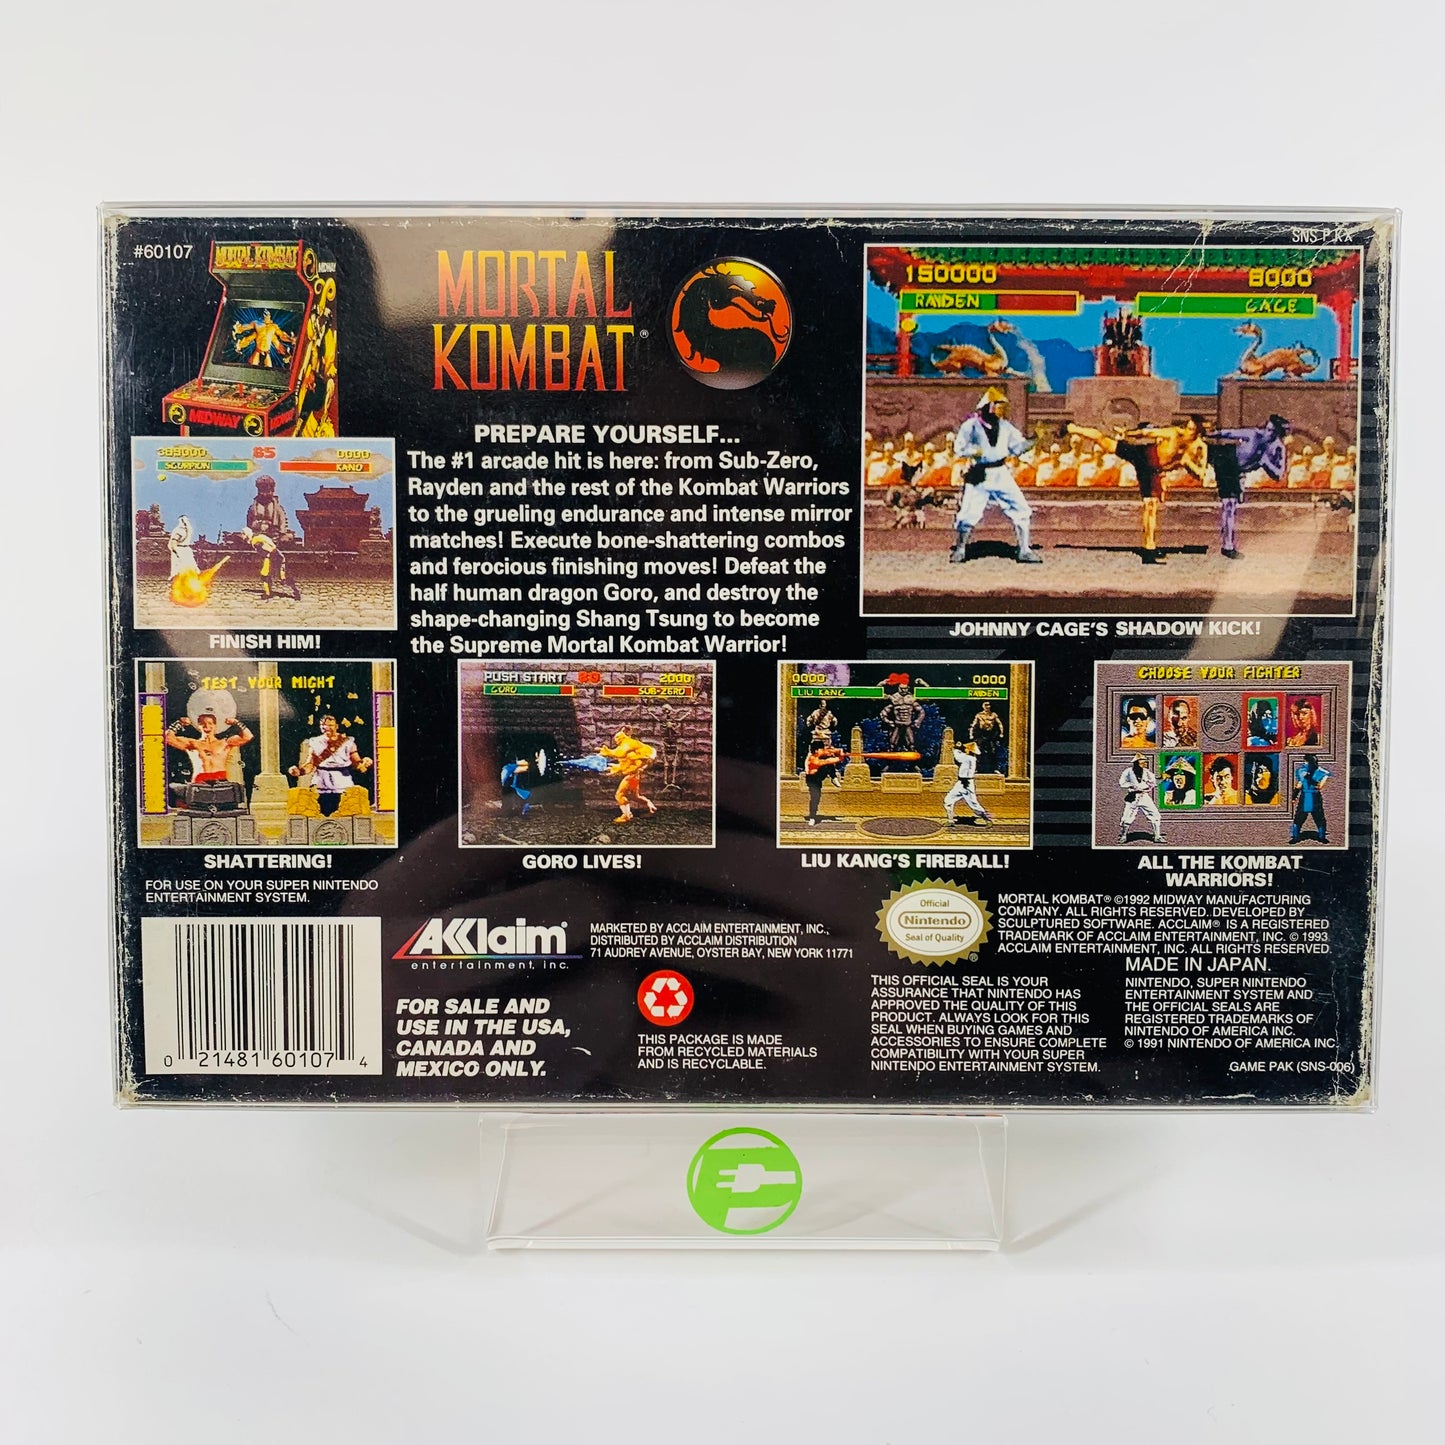 #60107
SNS P KX
MORTAL KOMBAT
MIDWAY
MIDWAY
MIDWAY
MORTAL
KOMBAT®
150000
8000
RAIDEN
CAGE
PREPARE YOURSELF...
The #1 arcade hit is here: from Sub-Zero,
Rayden and the rest of the Kombat Warriors
to the grueling endurance and intense mirror
matches! Execute bone-shattering combos
and ferocious finishing moves! Defeat the
half human dragon Goro, and destroy the
shape-changing Shang Tsung to become
the Supreme Mortal Kombat Warrior!
389000
85
0000
SCORPION
KANO
FINISH HIM!
JOHNNY CAGE'S SHADOW KICK!
TEST YOUR MIGHT
SHATTERING!
PUSH START
2000
GORO
SUB-ZERO
GORO LIVES!
0000
0000
LIU KANG
RAIDEN
LIU KANG'S FIREBALL!
CHOOSE YOUR FIGHTER
ALL THE KOMBAT
WARRIORS!
FOR USE ON YOUR SUPER NINTENDO
ENTERTAINMENT SYSTEM.
0 21481 60107 4
AKKlaim®
entertainment, inc.
MARKETED BY ACCLAIM ENTERTAINMENT, INC.,
DISTRIBUTED BY ACCLAIM DISTRIBUTION
71 AUDREY AVENUE, OYSTER BAY, NEW YORK 11771
FOR SALE AND
USE IN THE USA,
CANADA AND
MEXICO ONLY.
THIS PACKAGE IS MADE
FROM RECYCLED MATERIALS
AND IS RECYCLABLE.
Official
Nintendo
Seal of Quality
®
THIS OFFICIAL SEAL IS YOUR
ASSURANCE THAT NINTENDO HAS
APPROVED THE QUALITY OF THIS
PRODUCT. ALWAYS LOOK FOR THIS
SEAL WHEN BUYING GAMES AND
ACCESSORIES TO ENSURE COMPLETE
COMPATIBILITY WITH YOUR SUPER
NINTENDO ENTERTAINMENT SYSTEM.
MORTAL KOMBAT® ©1992 MIDWAY MANUFACTURING
COMPANY. ALL RIGHTS RESERVED. DEVELOPED BY
SCULPTURED SOFTWARE. ACCLAIM® IS A REGISTERED
TRADEMARK OF ACCLAIM ENTERTAINMENT, INC. © 1993
ACCLAIM ENTERTAINMENT, INC. ALL RIGHTS RESERVED.
MADE IN JAPAN.
NINTENDO, SUPER NINTENDO
ENTERTAINMENT SYSTEM AND
THE OFFICIAL SEALS ARE
REGISTERED TRADEMARKS OF
NINTENDO OF AMERICA INC.
© 1991 NINTENDO OF AMERICA INC.
GAME PAK (SNS-006)